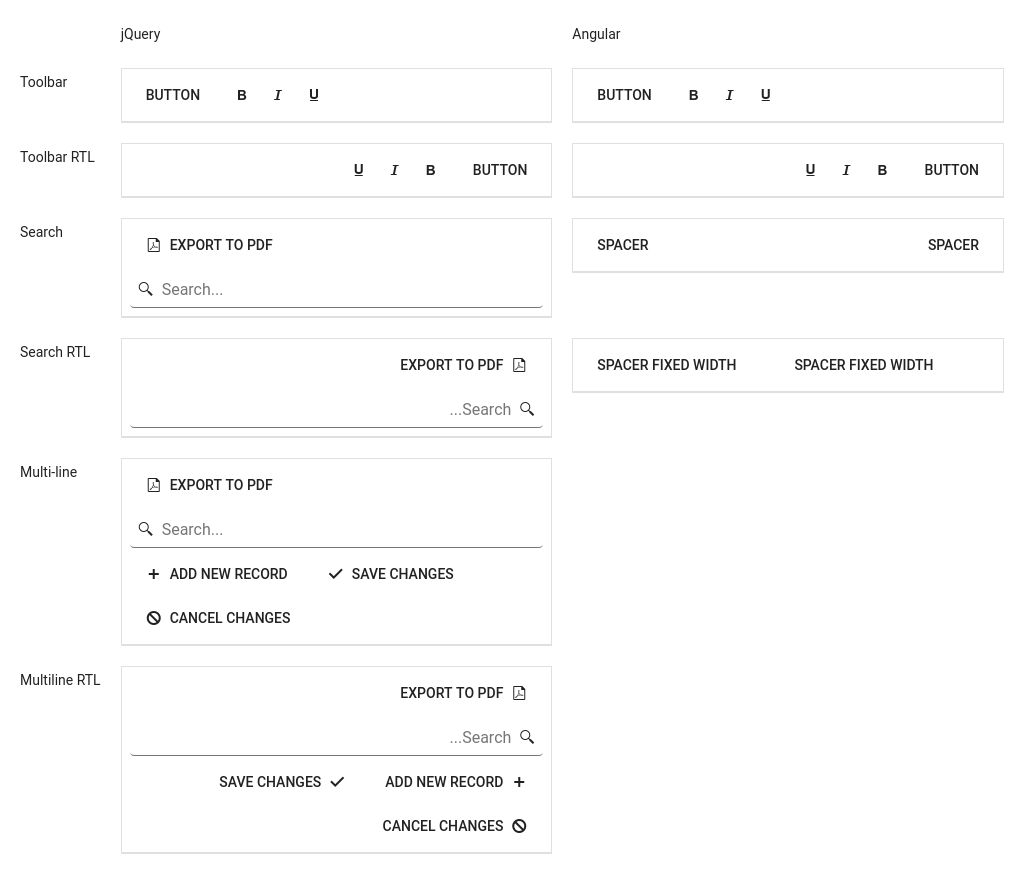 jQuery Angular
Toolbar BUTTON B I U BUTTON B I U
Toolbar RTL U I B BUTTON U I B BUTTON
Search EXPORT TO PDF SPACER SPACER
Search...
Search RTL EXPORT TO PDF SPACER FIXED WIDTH SPACER FIXED WIDTH
...Search
Multi-line EXPORT TO PDF
Search...
ADD NEW RECORD SAVE CHANGES
CANCEL CHANGES
Multiline RTL EXPORT TO PDF
...Search
SAVE CHANGES ADD NEW RECORD
CANCEL CHANGES